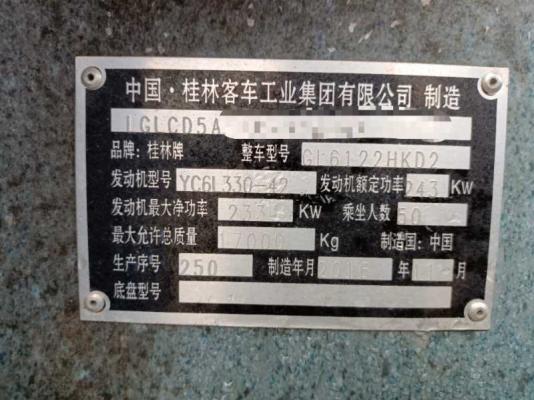 中国·桂林客车工业集团有限公司 制造
LGLCD5A
品牌：桂林牌 整车型号 GL6122HKD2
发动机型号 YC6L330-42 发动机额定功率 243 KW
发动机最大净功率 233 KW 乘坐人数 50
最大允许总质量 17000 Kg 制造国：中国
生产序号 250 制造年月 年 月
底盘型号